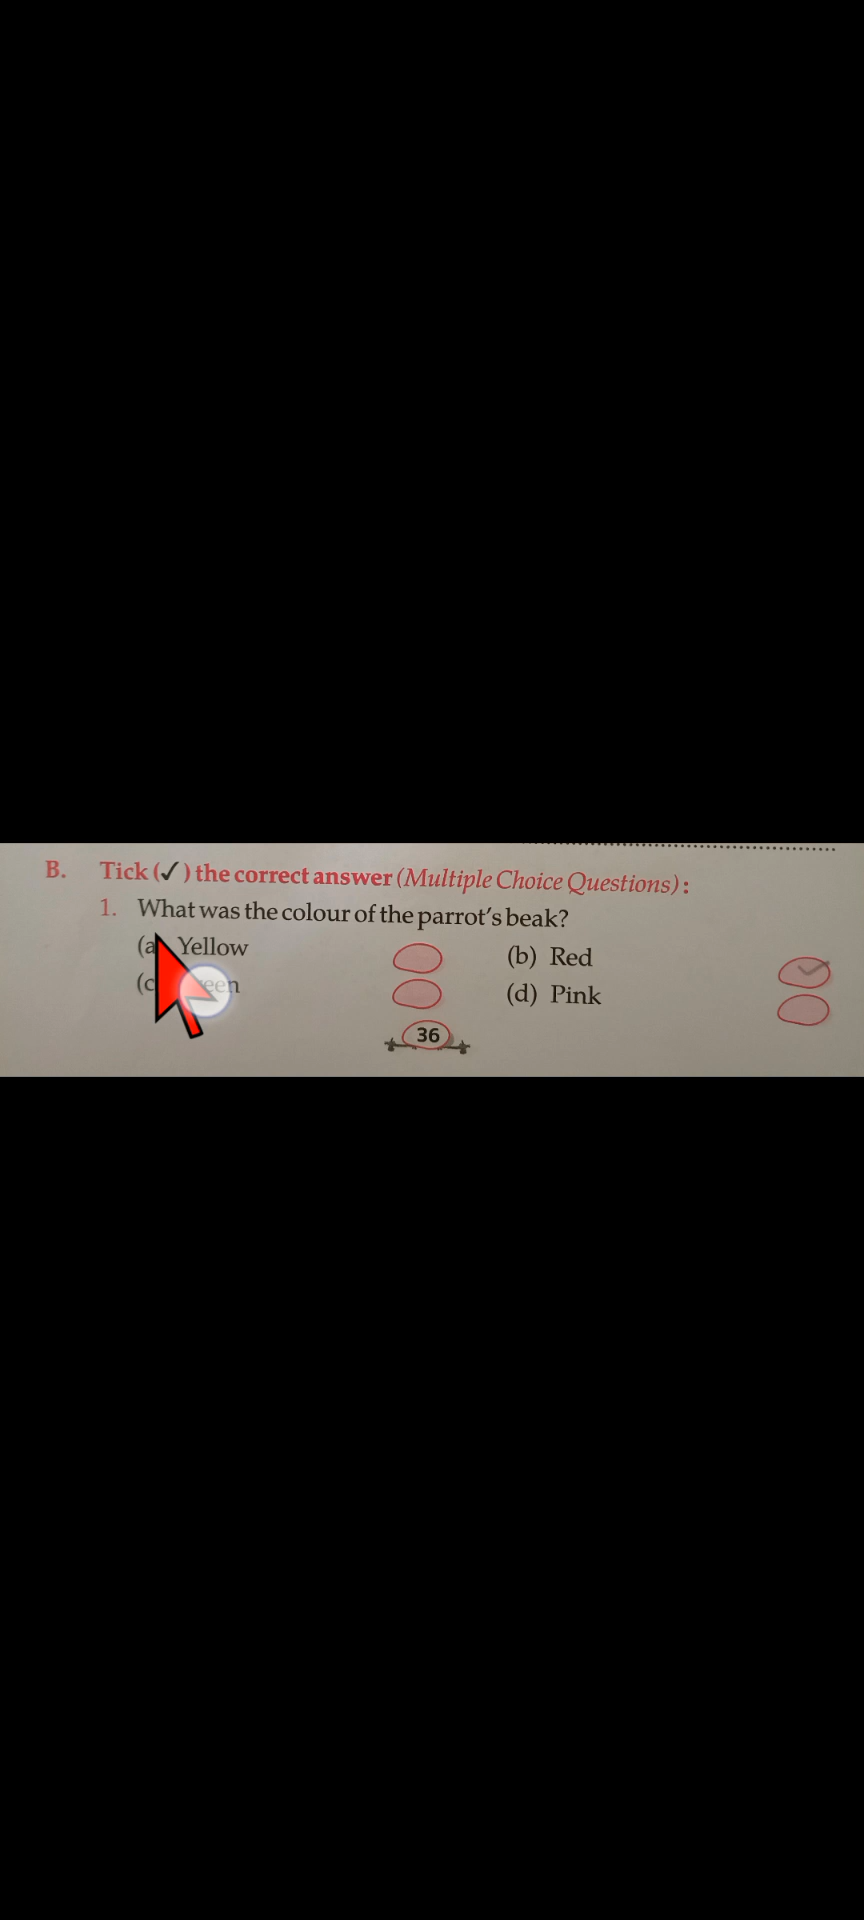 B. Tick (✓) the correct answer (Multiple Choice Questions) :
1. What was the colour of the parrot's beak?
(a Yellow (b) Red
(c (d) Pink
36